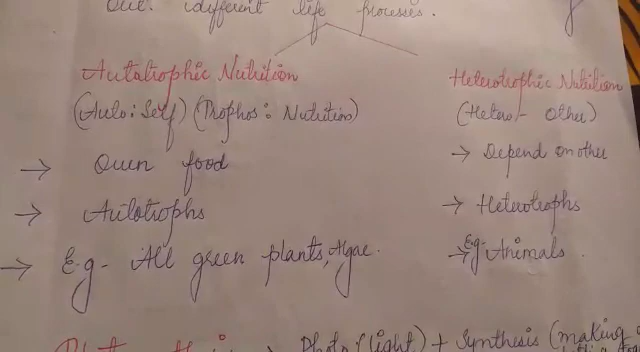 out different life processes.
Autotrophic Nutrition
(Auto: Self) (Trophos: Nutrition)
→ Own food
→ Autotrophs
→ E.g- All green plants, Algae.
Heterotrophic Nutrition
(Hetero - Other)
→ Depend on other
→ Heterotrophs
→ Eg- Animals.
→ Photo (light) + Synthesis (making